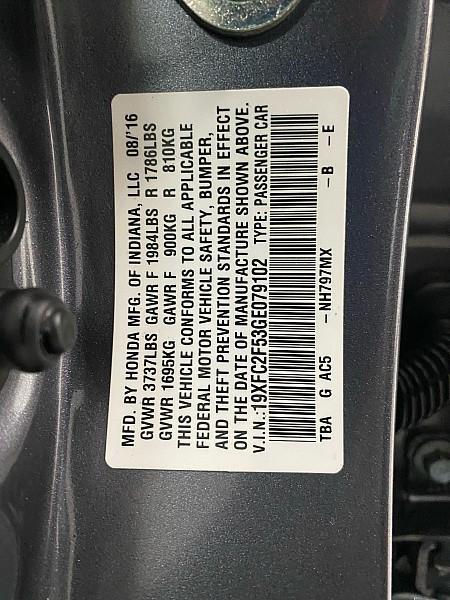 MFD. BY HONDA MFG. OF INDIANA, LLC 08/'16
GVWR 3737LBS GAWR F 1984LBS R 1786LBS
GVWR 1695KG GAWR F 900KG R 810KG
THIS VEHICLE CONFORMS TO ALL APPLICABLE
FEDERAL MOTOR VEHICLE SAFETY, BUMPER,
AND THEFT PREVENTION STANDARDS IN EFFECT
ON THE DATE OF MANUFACTURE SHOWN ABOVE.
V.I.N.:19XFC2F53GE079102 TYPE: PASSENGER CAR
TBA G AC5 -NH797MX -B -E